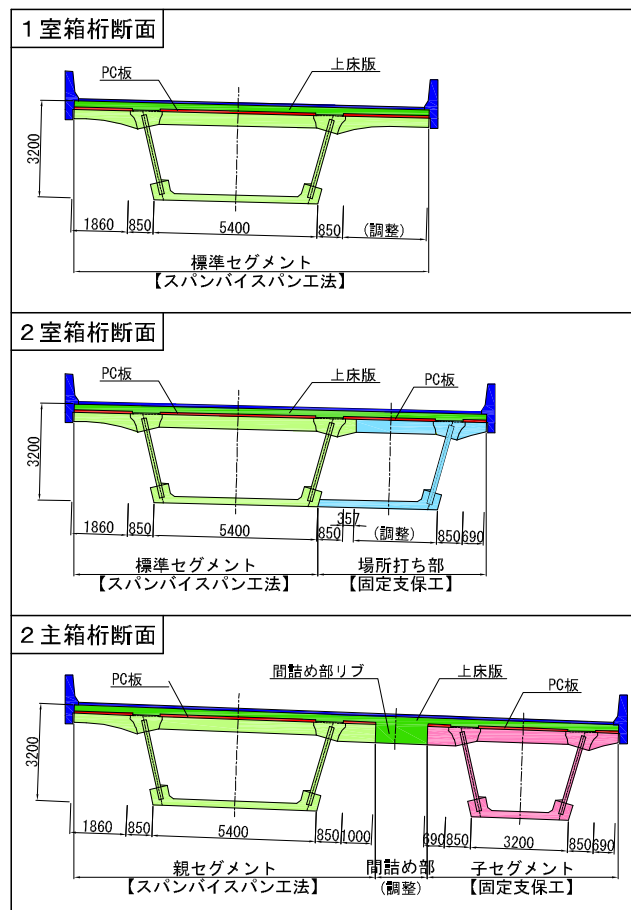 １室箱桁断面
PC板
上床版
3200
1860
850
5400
850
(調整)
標準セグメント
【スパンバイスパン工法】
２室箱桁断面
PC板
上床版
PC板
3200
357
1860
850
5400
850
(調整)
850
690
標準セグメント
場所打ち部
【スパンバイスパン工法】
【固定支保工】
２主箱桁断面
間詰め部リブ
上床版
PC板
PC板
3200
1860
850
5400
850
1000
690
850
3200
850
690
親セグメント
間詰め部
子セグメント
【スパンバイスパン工法】
(調整)
【固定支保工】